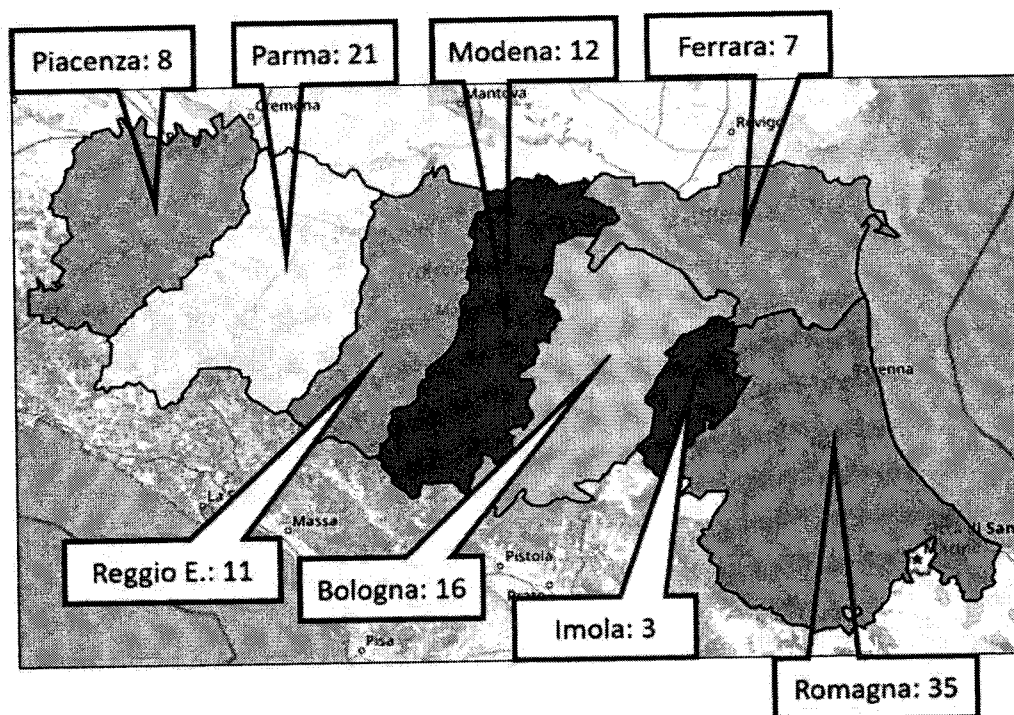 Piacenza: 8
Parma: 21
Modena: 12
Ferrara: 7
Cremona
Mantova
Rovigo
Massa
Pistoia
Pisa
Reggio E.: 11
Bologna: 16
Imola: 3
Romagna: 35